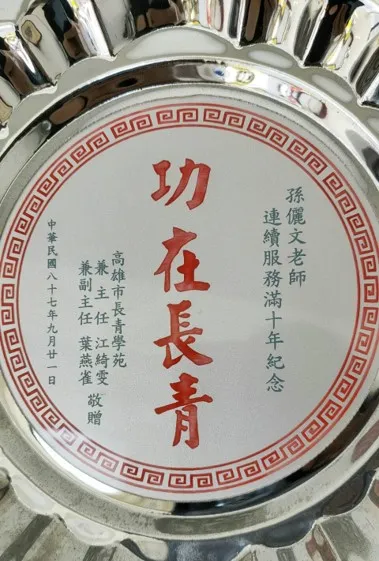 孫儷文老師
連續服務滿十年紀念
功在長青
高雄市長青學苑
兼主任 江綺雯
兼副主任 葉燕雀 敬贈
中華民國八十七年九月廿一日